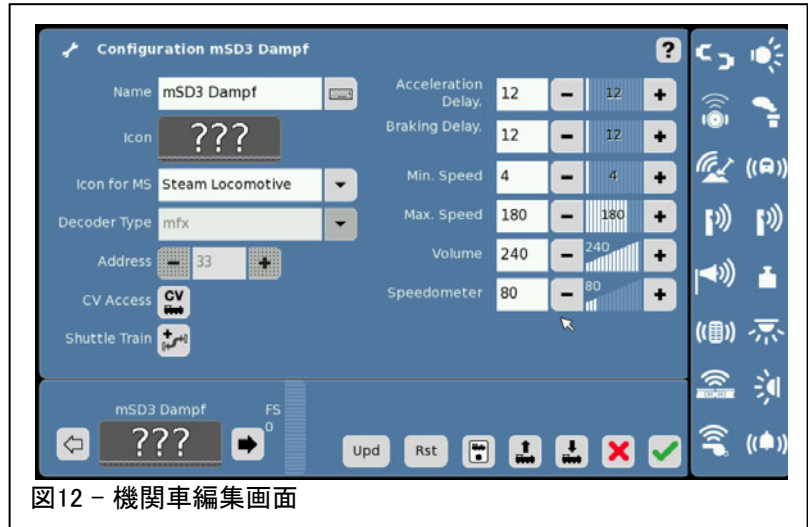 Configuration mSD3 Dampf
?
Name
mSD3 Dampf
Icon
???
Icon for MS
Steam Locomotive
Decoder Type
mfx
Address
33
CV Access
CV
Shuttle Train
Acceleration
Delay.
12
12
Braking Delay.
12
12
Min. Speed
4
4
Max. Speed
180
180
Volume
240
240
Speedometer
80
80
mSD3 Dampf
???
FS
0
Upd
Rst
図12 – 機関車編集画面